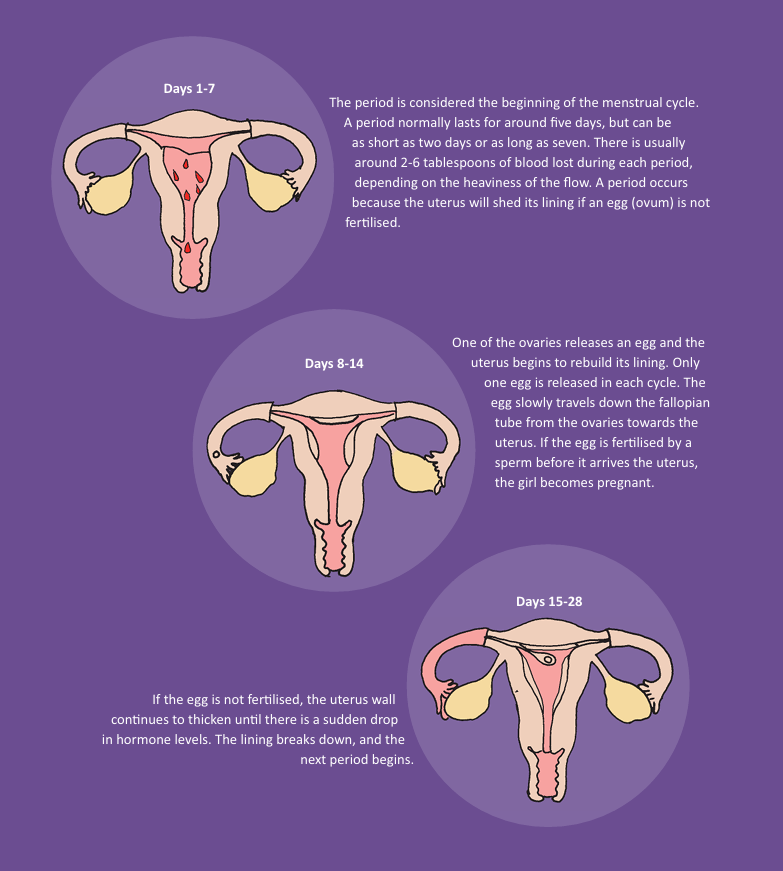 Days 1-7
The period is considered the beginning of the menstrual cycle.
A period normally lasts for around five days, but can be
as short as two days or as long as seven. There is usually
around 2-6 tablespoons of blood lost during each period,
depending on the heaviness of the flow. A period occurs
because the uterus will shed its lining if an egg (ovum) is not
fertilised.
Days 8-14
One of the ovaries releases an egg and the
uterus begins to rebuild its lining. Only
one egg is released in each cycle. The
egg slowly travels down the fallopian
tube from the ovaries towards the
uterus. If the egg is fertilised by a
sperm before it arrives the uterus,
the girl becomes pregnant.
Days 15-28
If the egg is not fertilised, the uterus wall
continues to thicken until there is a sudden drop
in hormone levels. The lining breaks down, and the
next period begins.